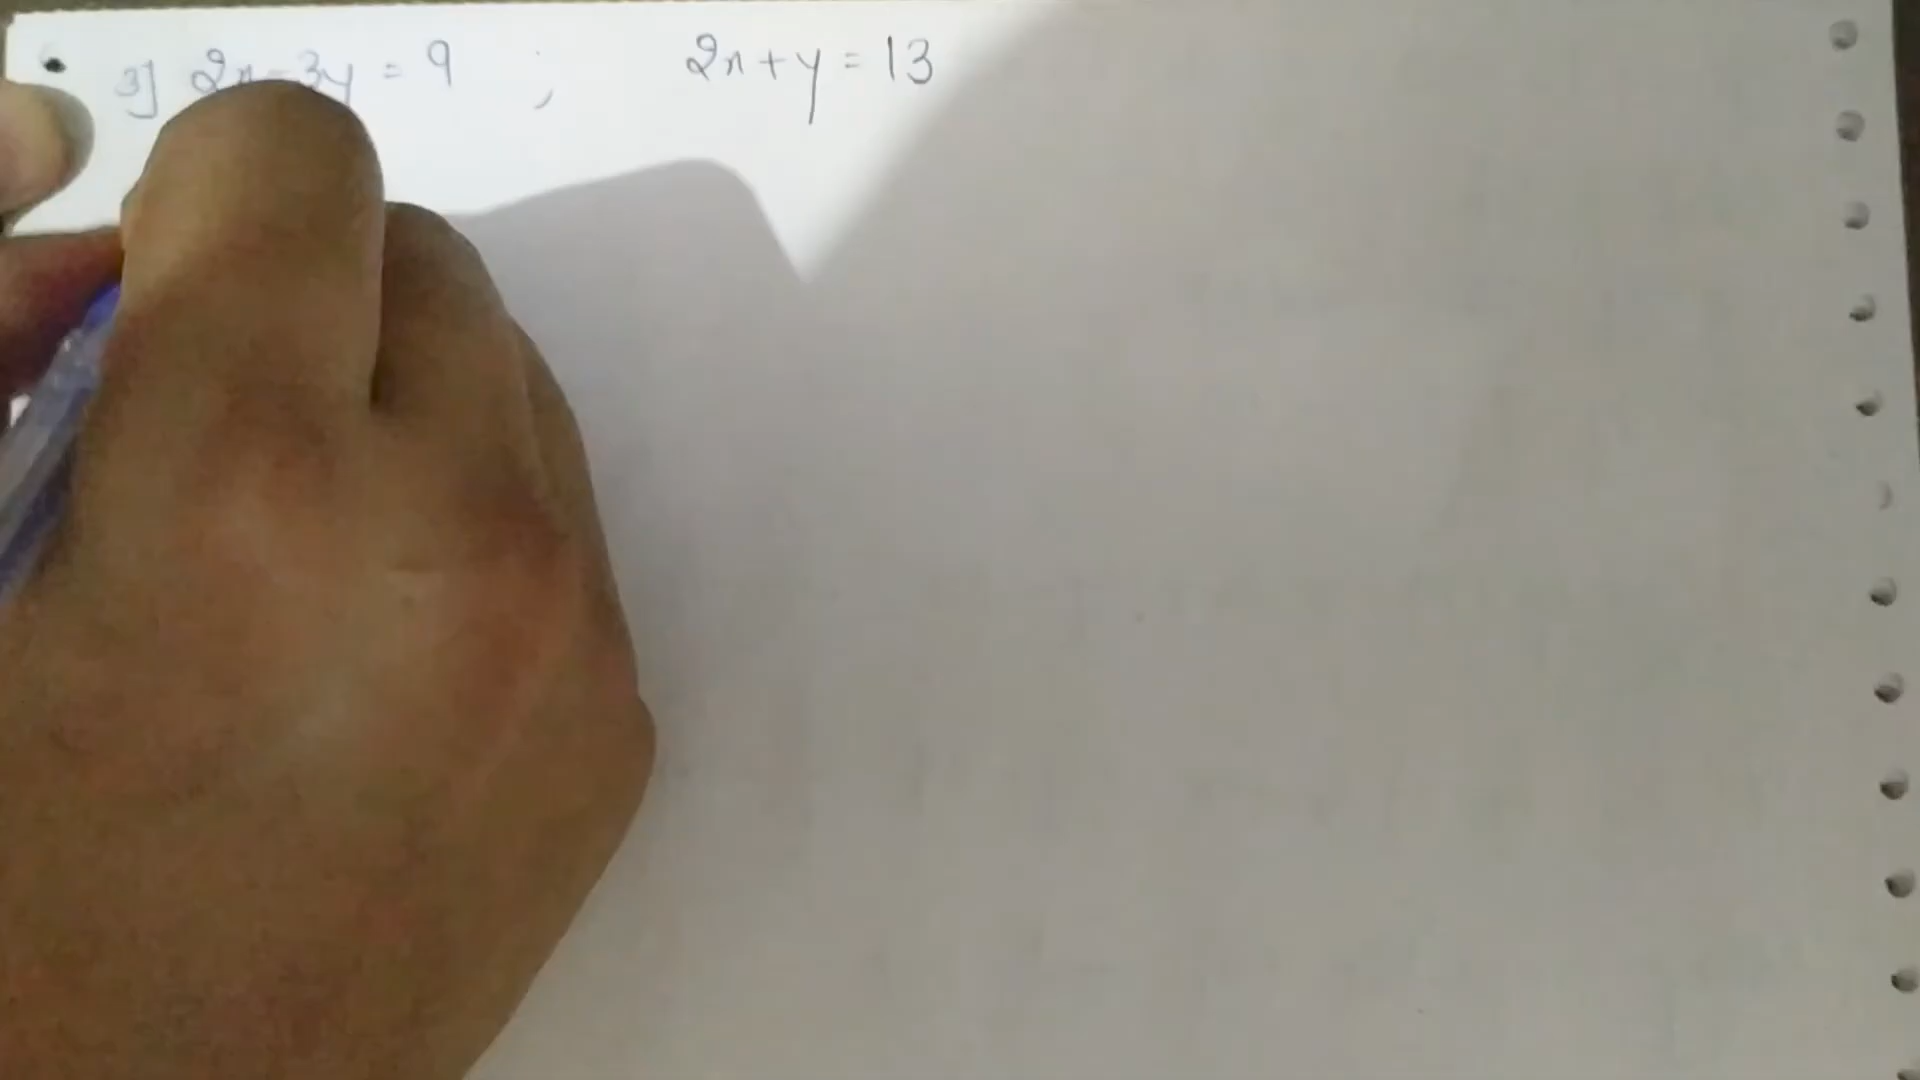 3] 2x - 3y = 9 ; 2x + y = 13